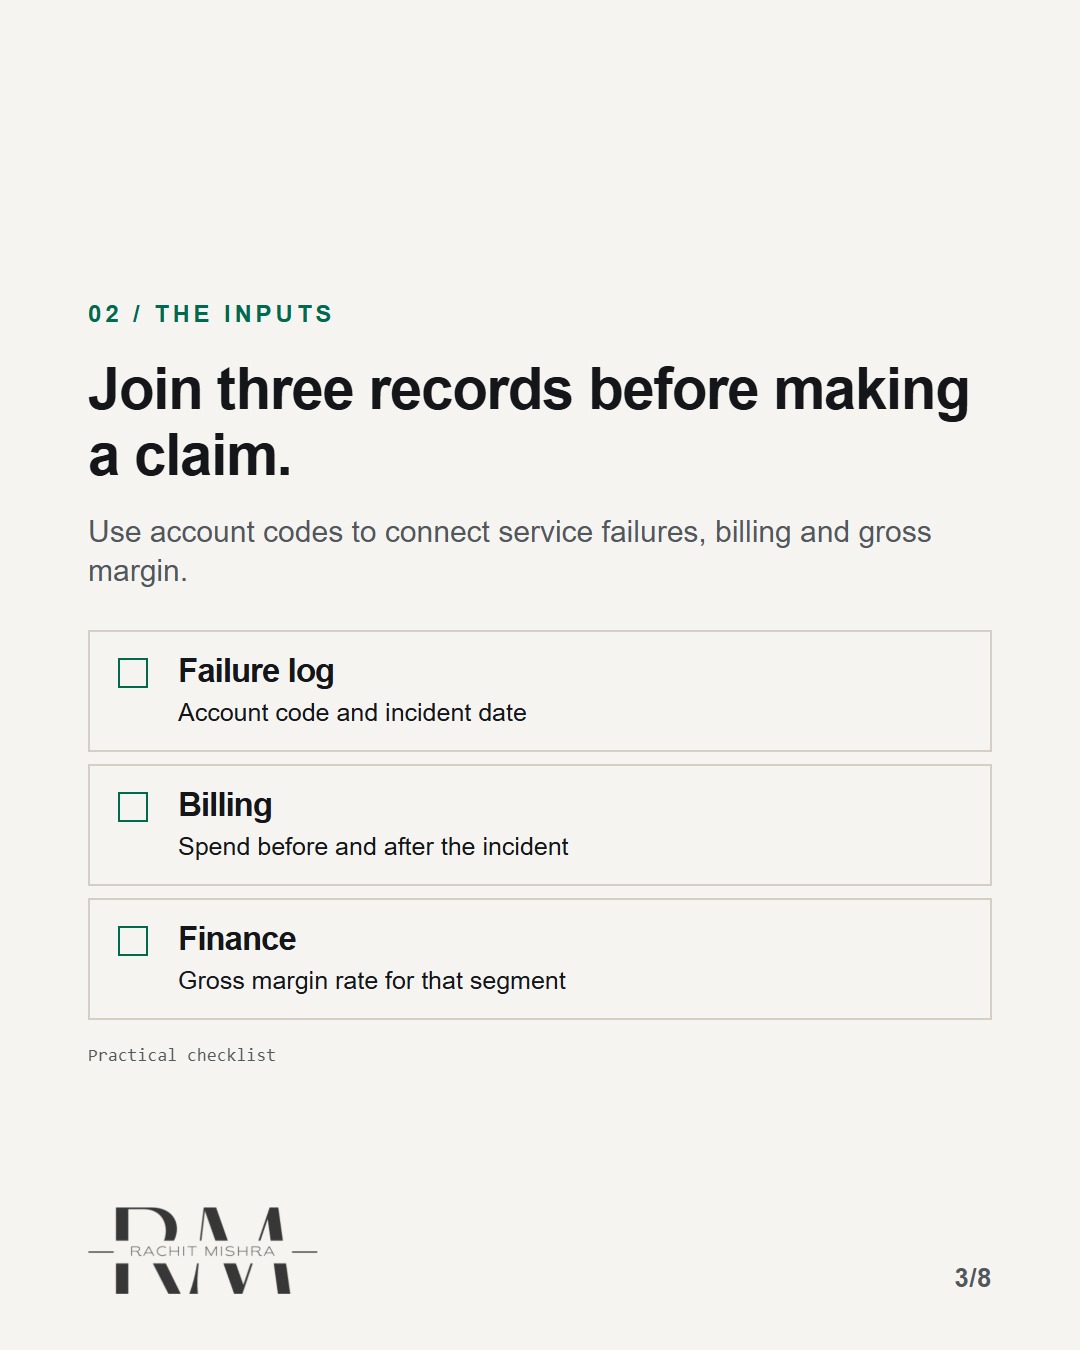 02 / THE INPUTS
Join three records before making
a claim.
Use account codes to connect service failures, billing and gross
margin.
Failure log
Account code and incident date
Billing
Spend before and after the incident
Finance
Gross margin rate for that segment
Practical checklist
RM
RACHIT MISHRA
3/8